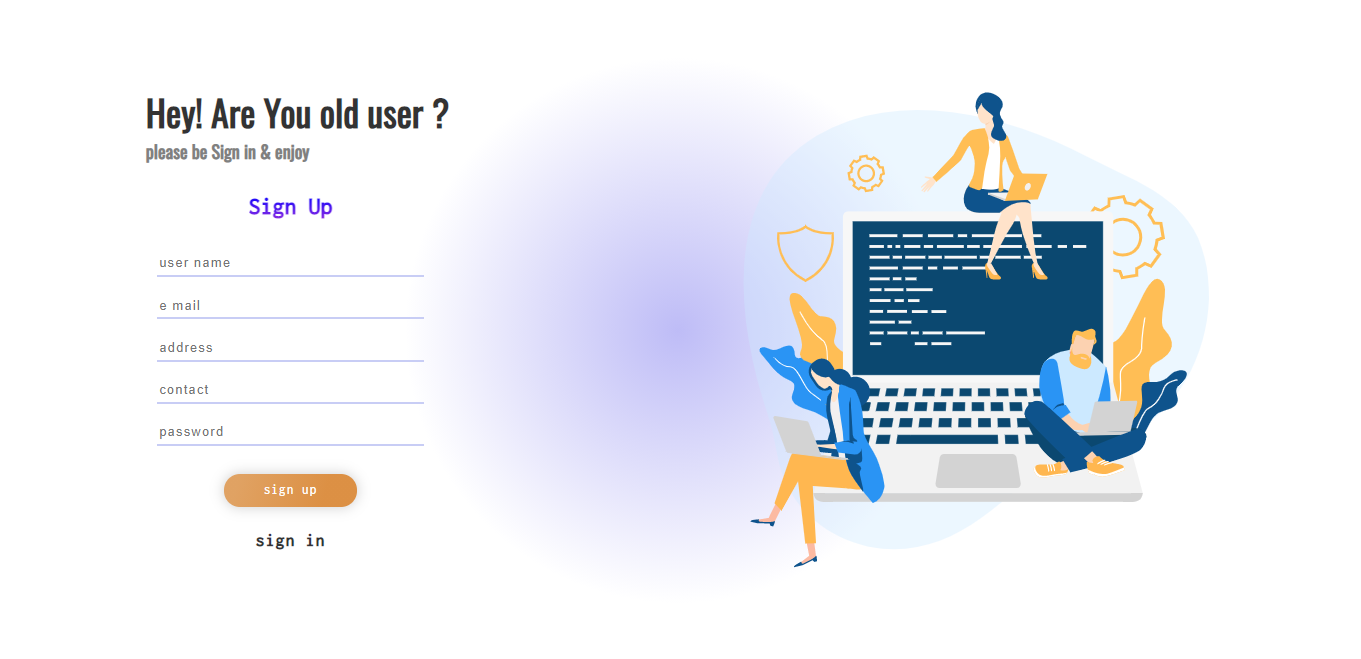 Hey! Are You old user ?
please be Sign in & enjoy
Sign Up
user name
e mail
address
contact
password
sign up
sign in